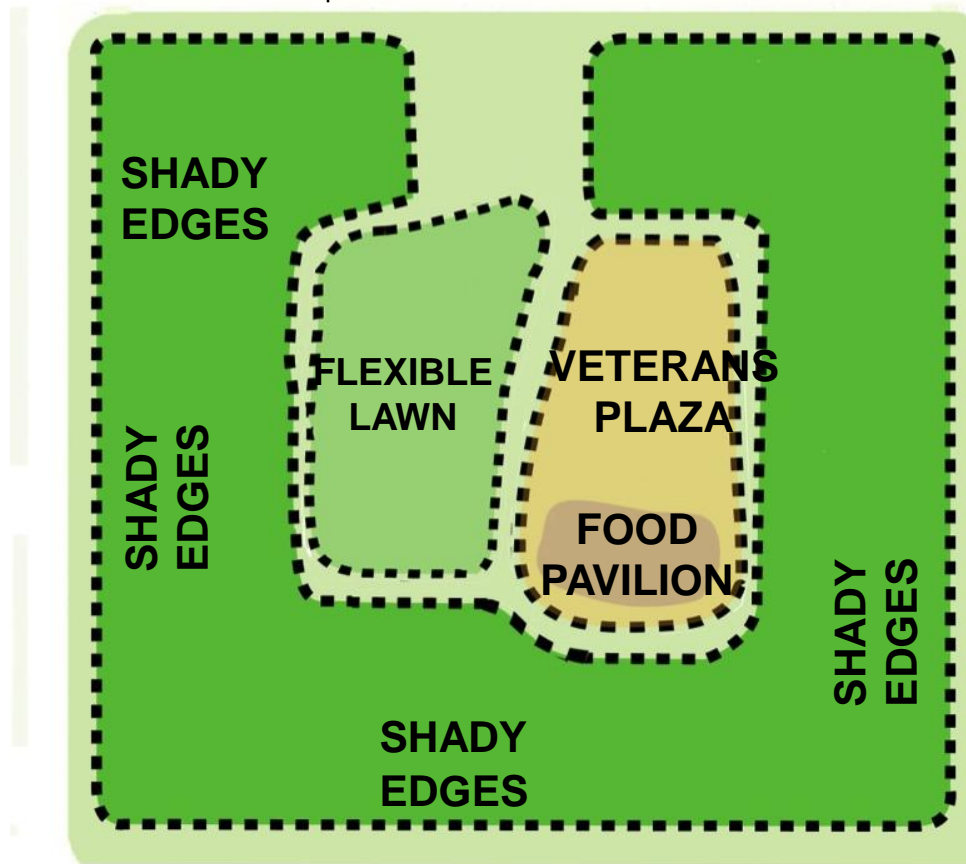 SHADY
EDGES
FLEXIBLE
LAWN
VETERANS
PLAZA
SHADY
EDGES
FOOD
PAVILION
SHADY
EDGES
SHADY
EDGES